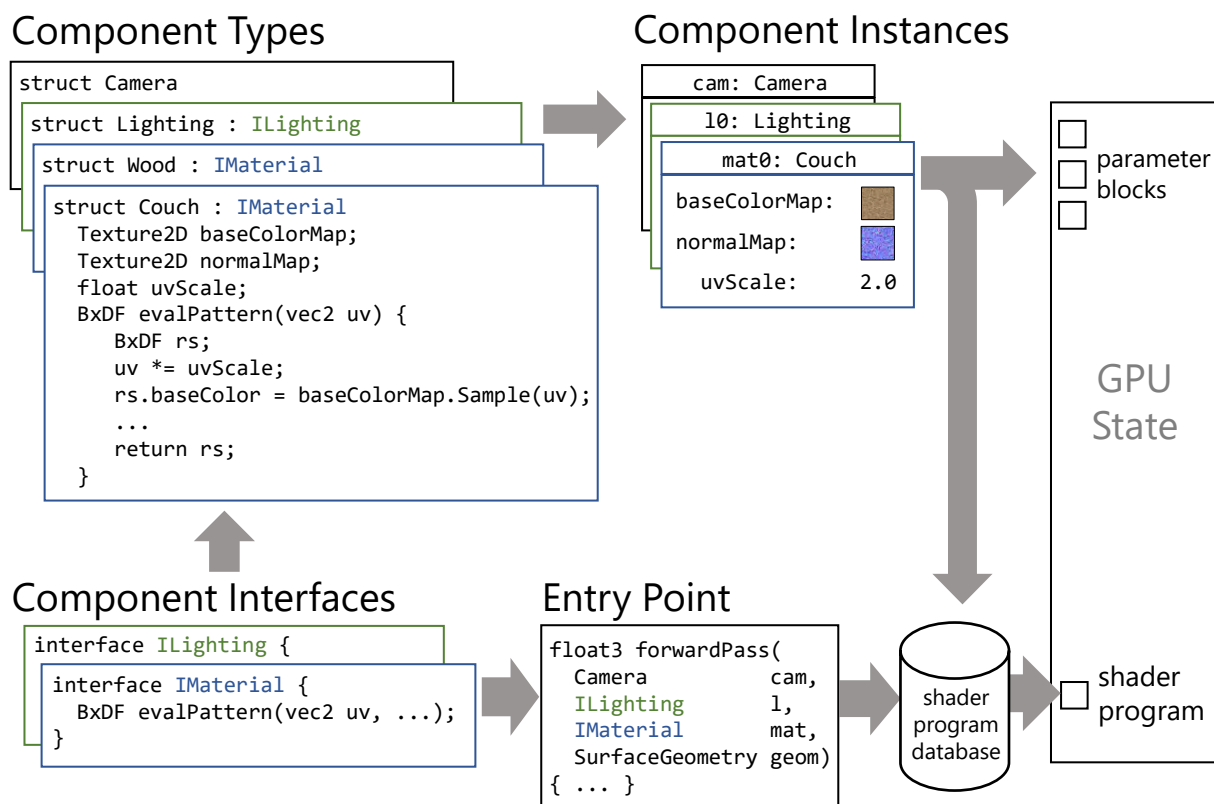 Component Types
struct Camera
struct Lighting : ILighting
struct Wood : IMaterial
struct Couch : IMaterial
Texture2D baseColorMap;
Texture2D normalMap;
float uvScale;
BxDF evalPattern(vec2 uv) {
BxDF rs;
uv *= uvScale;
rs.baseColor = baseColorMap.Sample(uv);
...
return rs;
}
Component Instances
cam: Camera
l0: Lighting
mat0: Couch
baseColorMap:
normalMap:
uvScale: 2.0
parameter
blocks
GPU
State
Component Interfaces
interface ILighting {
interface IMaterial {
BxDF evalPattern(vec2 uv, ...);
}
Entry Point
float3 forwardPass(
Camera cam,
ILighting l,
IMaterial mat,
SurfaceGeometry geom)
{ ... }
shader
program
database
shader
program